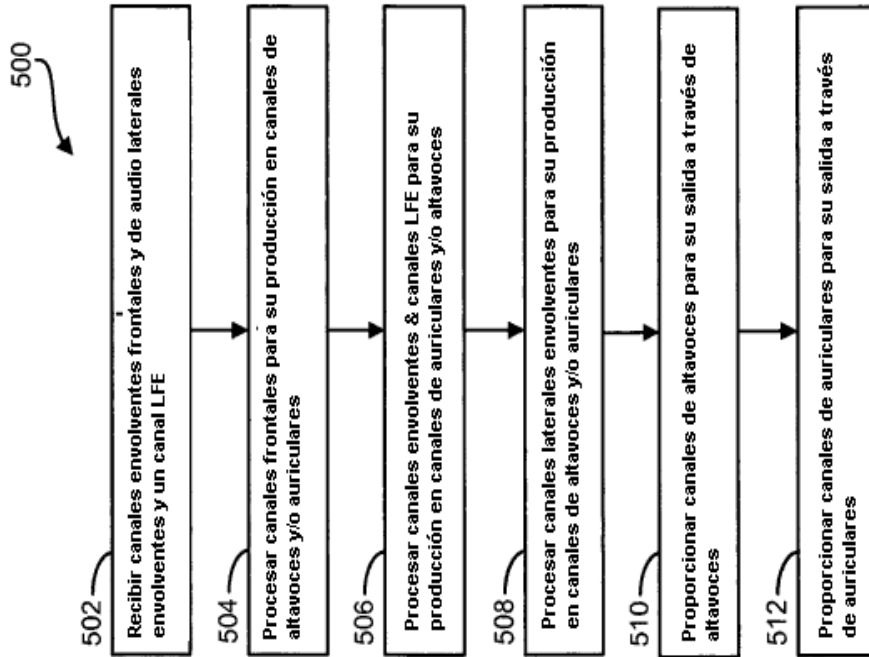 500
502
Recibir canales envolventes frontales y de audio laterales
envolventes y un canal LFE
504
Procesar canales frontales para su producción en canales de
altavoces y/o auriculares
506
Procesar canales envolventes & canales LFE para su
producción en canales de auriculares y/o altavoces
508
Procesar canales laterales envolventes para su producción
en canales de altavoces y/o auriculares
510
Proporcionar canales de altavoces para su salida a través de
altavoces
512
Proporcionar canales de auriculares para su salida a través
de auriculares